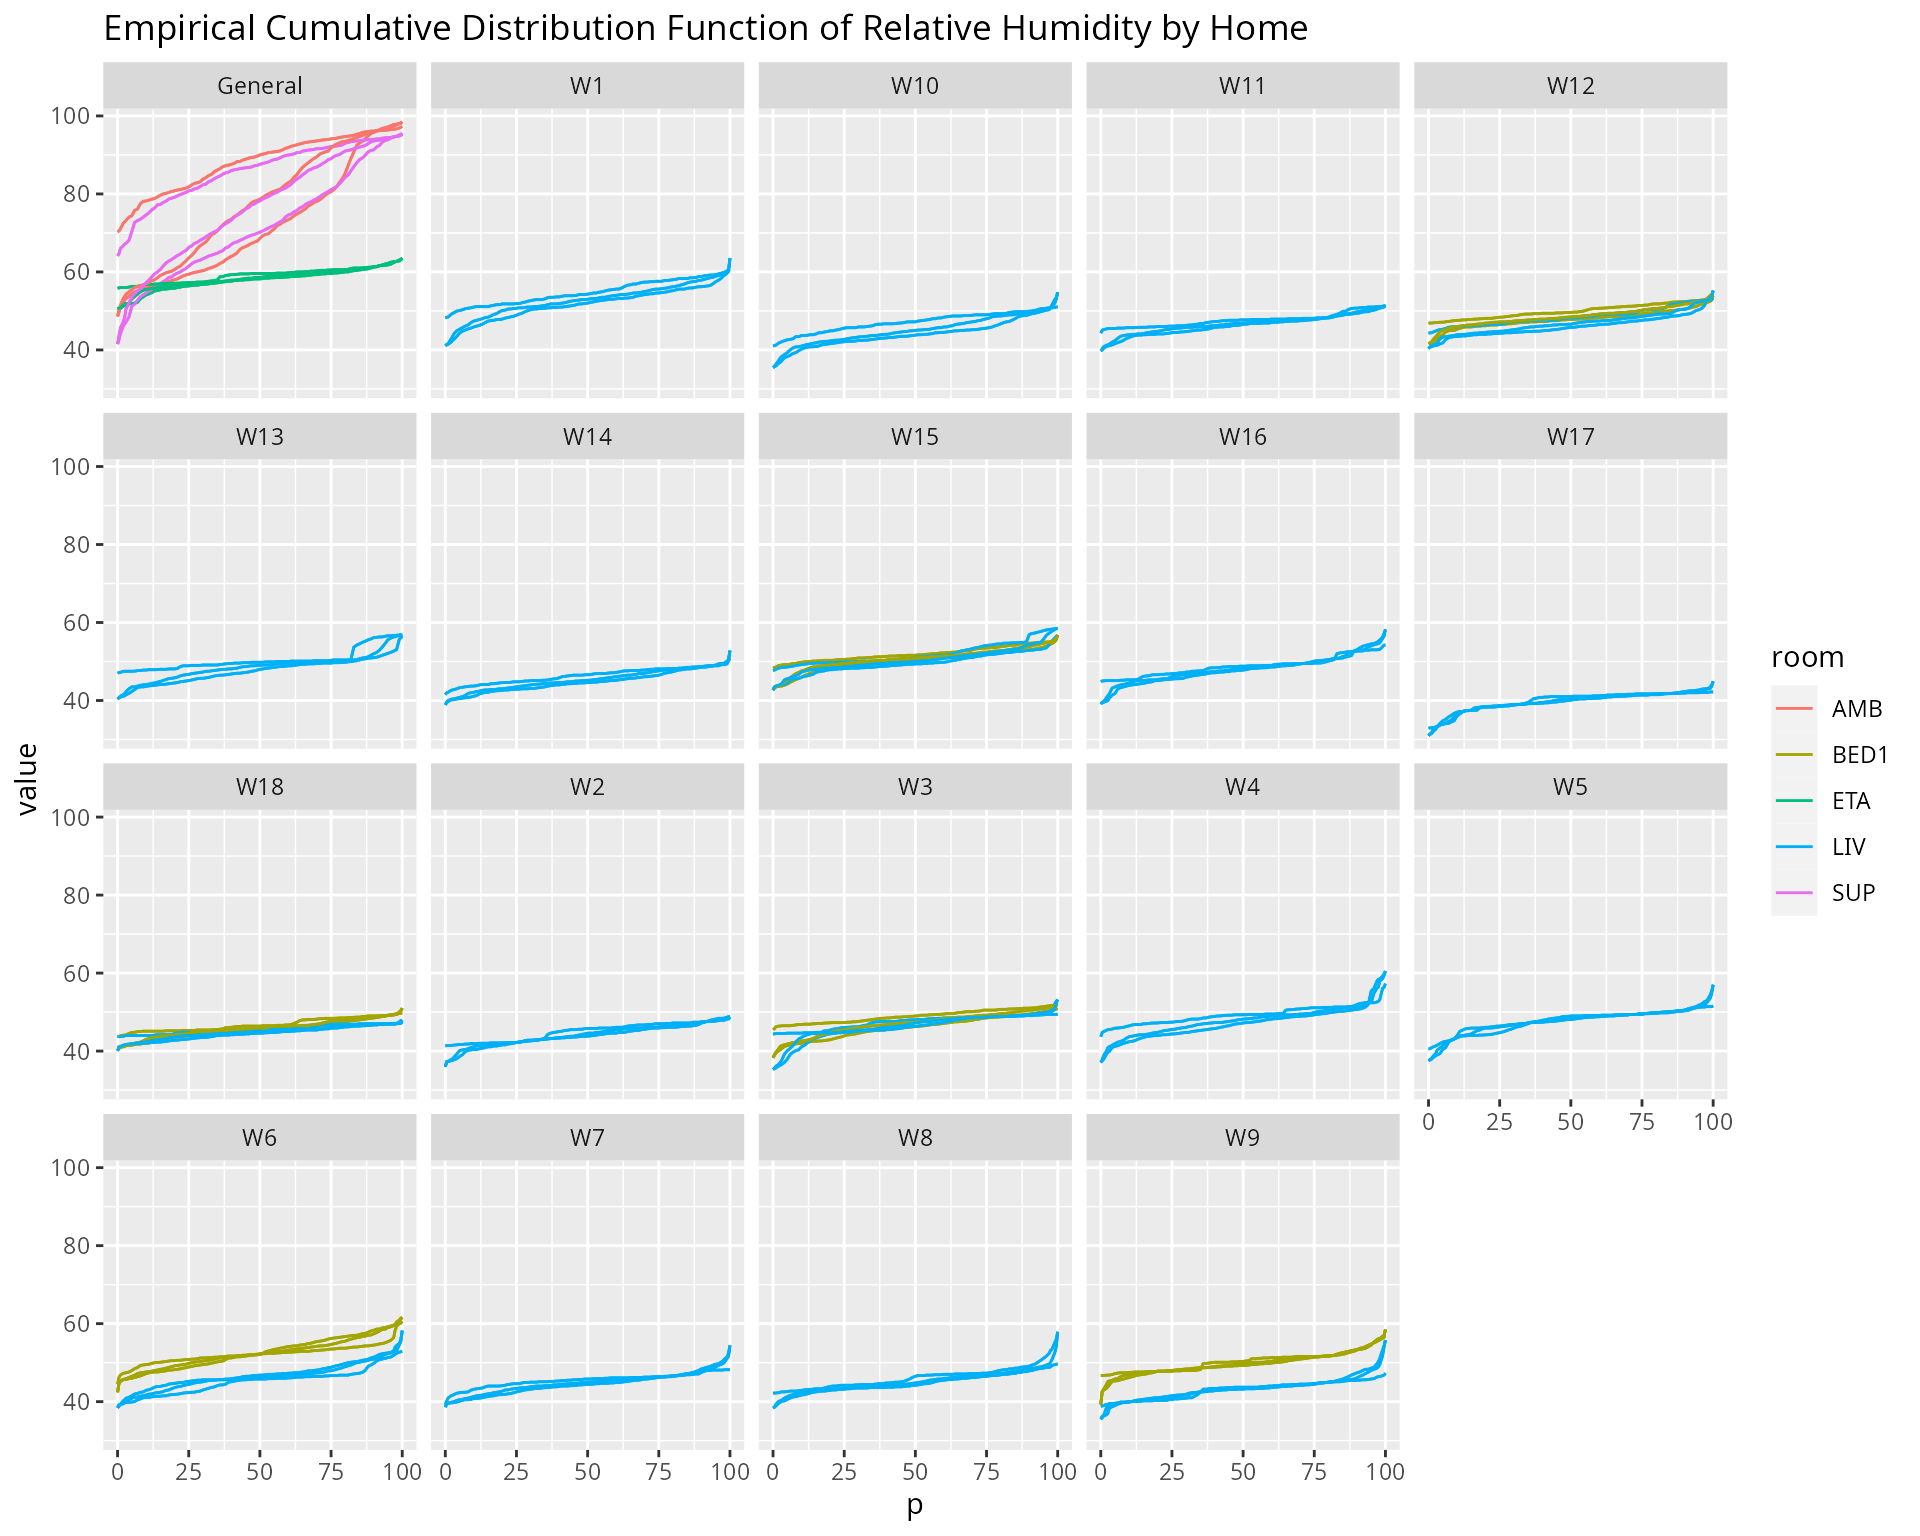 Empirical Cumulative Distribution Function of Relative Humidity by Home
General W1 W10 W11 W12
100
80
60
40
W13 W14 W15 W16 W17
100
80
60
40
value
W18 W2 W3 W4 W5
100
80
60
40
0 25 50 75 100
W6 W7 W8 W9
100
80
60
40
0 25 50 75 100 0 25 50 75 100 0 25 50 75 100 0 25 50 75 100
p
room
AMB
BED1
ETA
LIV
SUP